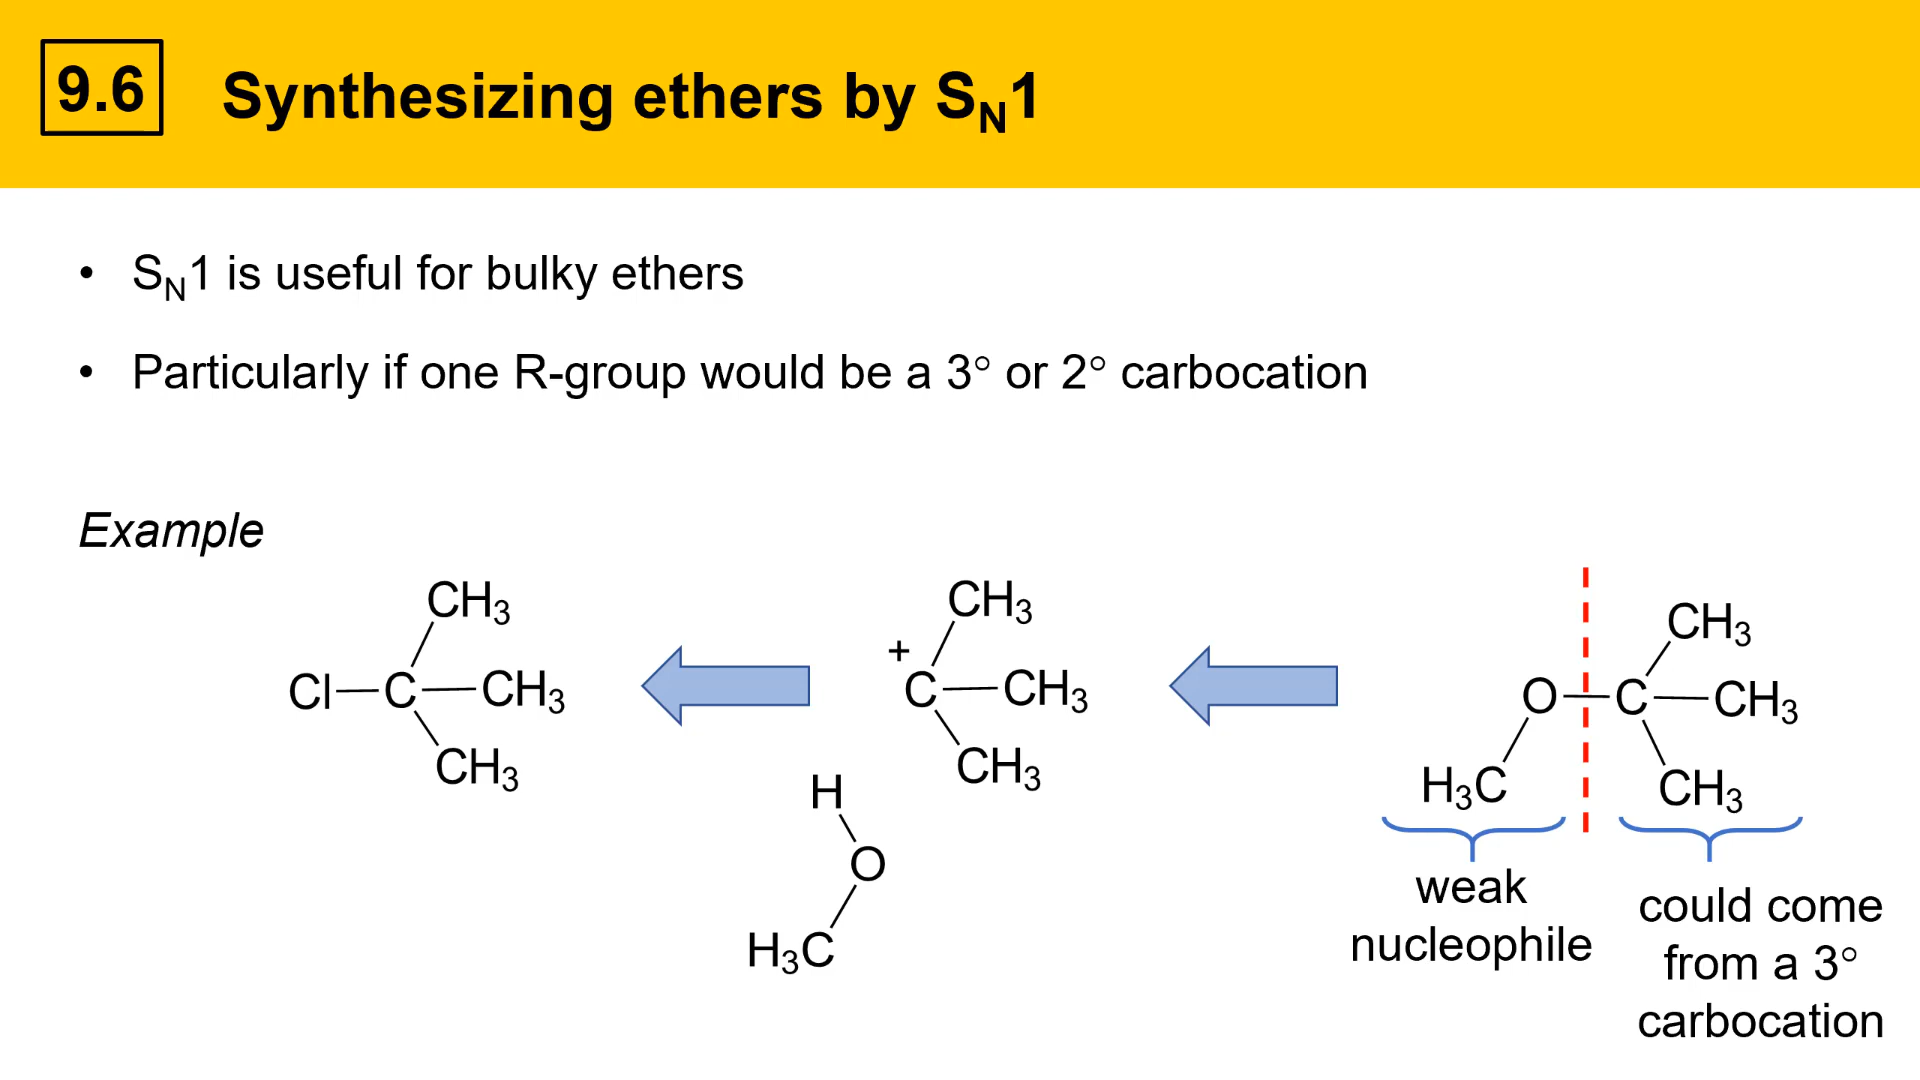 9.6
Synthesizing ethers by SN1
• SN1 is useful for bulky ethers
• Particularly if one R-group would be a 3° or 2° carbocation
Example
CH3
Cl—C—CH3
CH3
+
CH3
C—CH3
CH3
H
O
H3C
CH3
O—C—CH3
H3C
CH3
weak
nucleophile
could come
from a 3°
carbocation